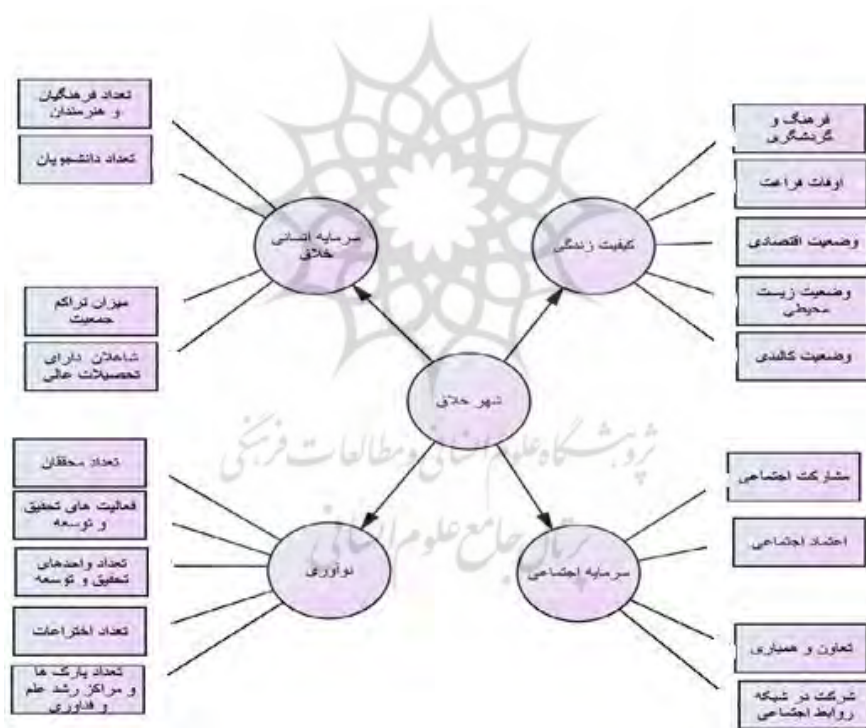 فرهنگ و
گردشگری
اوقات فراغت
وضعیت اقتصادی
وضعیت زیست
محیطی
وضعیت کالبدی
کیفیت زندگی
تعداد فرهنگیان
و هنرمندان
تعداد دانشجویان
میزان تراکم
جمعیت
شاغلان دارای
تحصیلات عالی
سرمایه انسانی
خلاق
شهر خلاق
پژوهشگاه علوم انسانی و مطالعات فرهنگی
پرتال جامع علوم انسانی
مشارکت اجتماعی
اعتماد اجتماعی
تعاون و همیاری
شرکت در شبکه
روابط اجتماعی
سرمایه اجتماعی
نوآوری
تعداد محققان
فعالیت های تحقیق
و توسعه
تعداد واحدهای
تحقیق و توسعه
تعداد اختراعات
تعداد پارک ها
و مراکز رشد علم
و فناوری